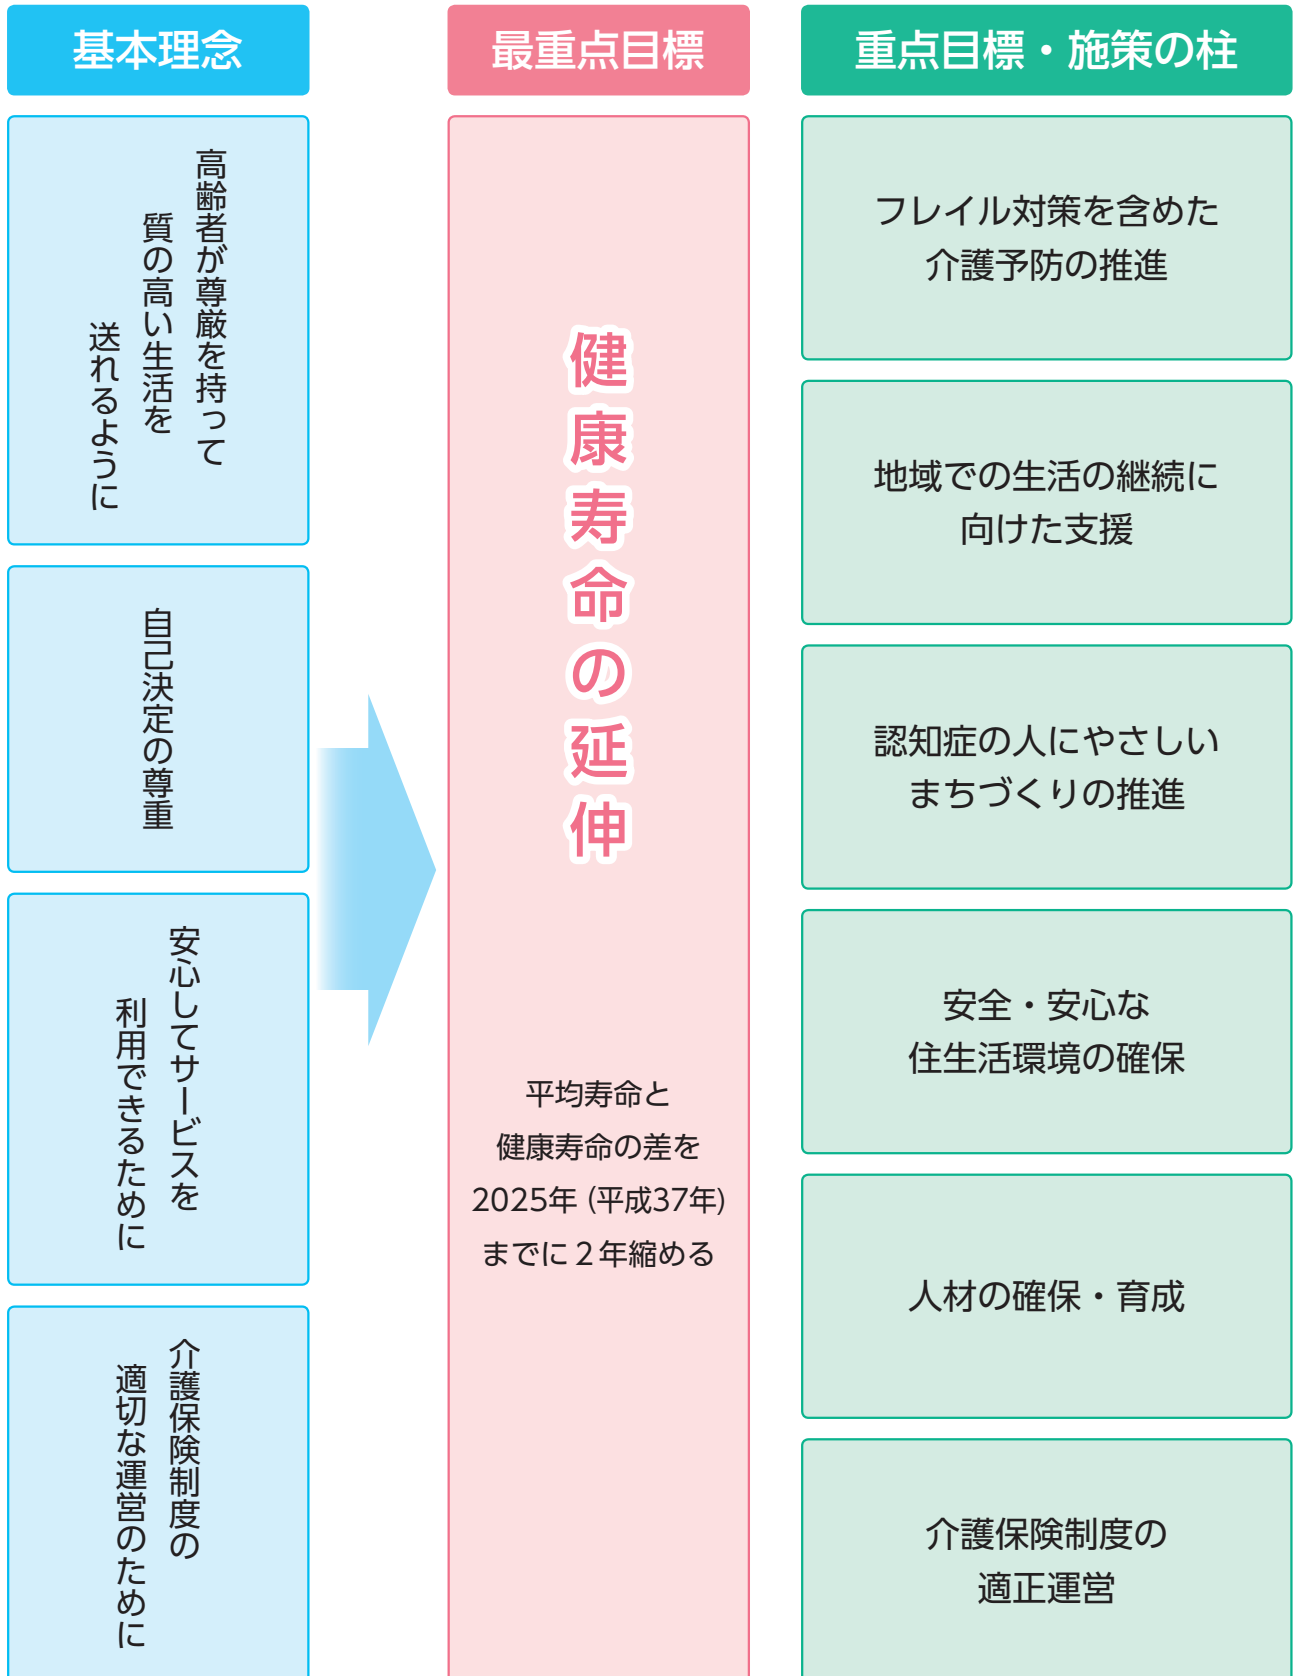 基本理念
高齢者が尊厳を持って
質の高い生活を
送れるように
自己決定の尊重
安心してサービスを
利用できるために
介護保険制度の
適切な運営のために
最重点目標
健康寿命の延伸
平均寿命と
健康寿命の差を
2025年 (平成37年)
までに２年縮める
重点目標・施策の柱
フレイル対策を含めた
介護予防の推進
地域での生活の継続に
向けた支援
認知症の人にやさしい
まちづくりの推進
安全・安心な
住生活環境の確保
人材の確保・育成
介護保険制度の
適正運営